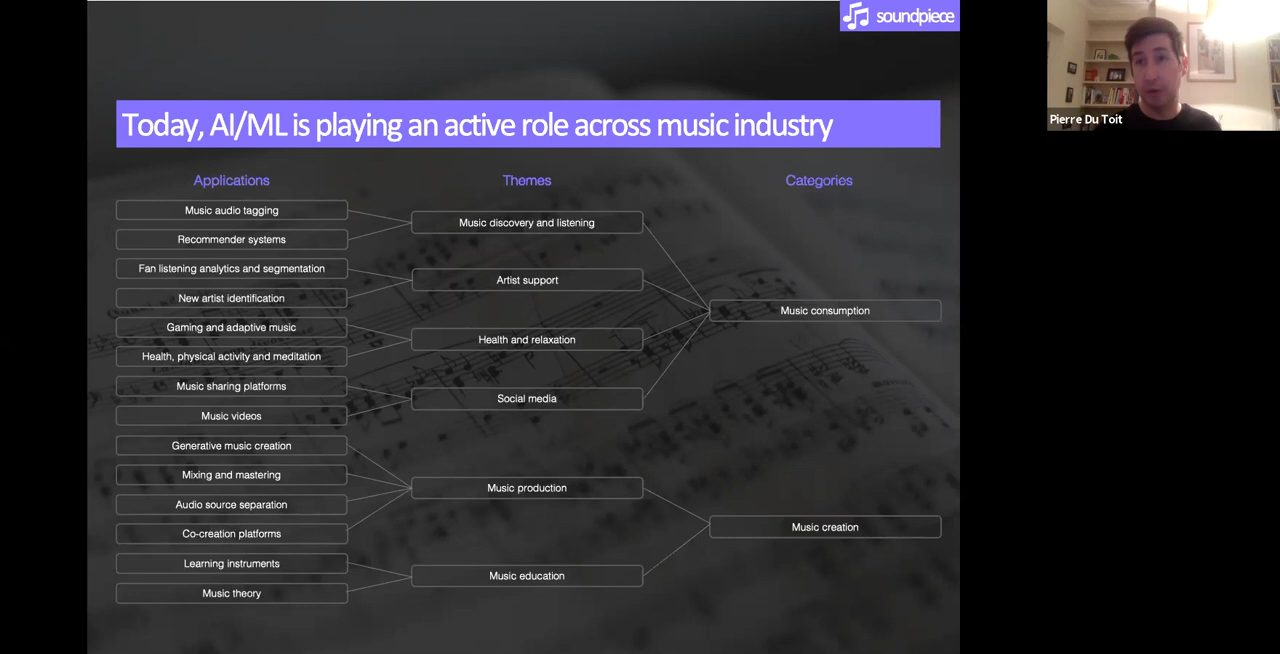 soundpiece
Pierre Du Toit
Today, AI/ML is playing an active role across music industry
Applications
Themes
Categories
Music audio tagging
Recommender systems
Fan listening analytics and segmentation
New artist identification
Gaming and adaptive music
Health, physical activity and meditation
Music sharing platforms
Music videos
Generative music creation
Mixing and mastering
Audio source separation
Co-creation platforms
Learning instruments
Music theory
Music discovery and listening
Artist support
Health and relaxation
Social media
Music production
Music education
Music consumption
Music creation